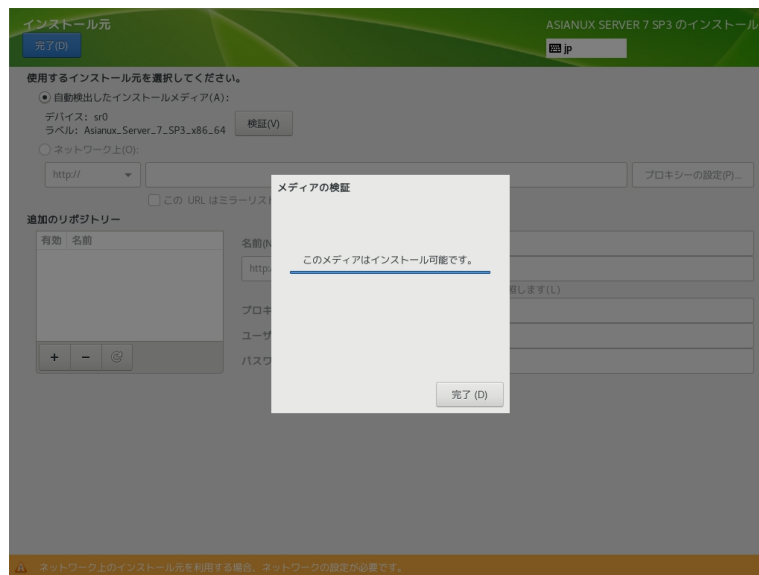 インストール元
ASIANUX SERVER 7 SP3 のインストール
完了(D)
jp
使用するインストール元を選択してください。
自動検出したインストールメディア(A):
デバイス: sr0
ラベル: Asianux_Server_7_SP3_x86_64
検証(V)
ネットワーク上(O):
http://
プロキシーの設定(P)...
メディアの検証
この URL はミラーリスト
追加のリポジトリー
有効 名前
名前(N
このメディアはインストール可能です。
http:
照します(L)
プロキ
ユーザ
パスワ
完了 (D)
ネットワーク上のインストール元を利用する場合、ネットワークの設定が必要です。